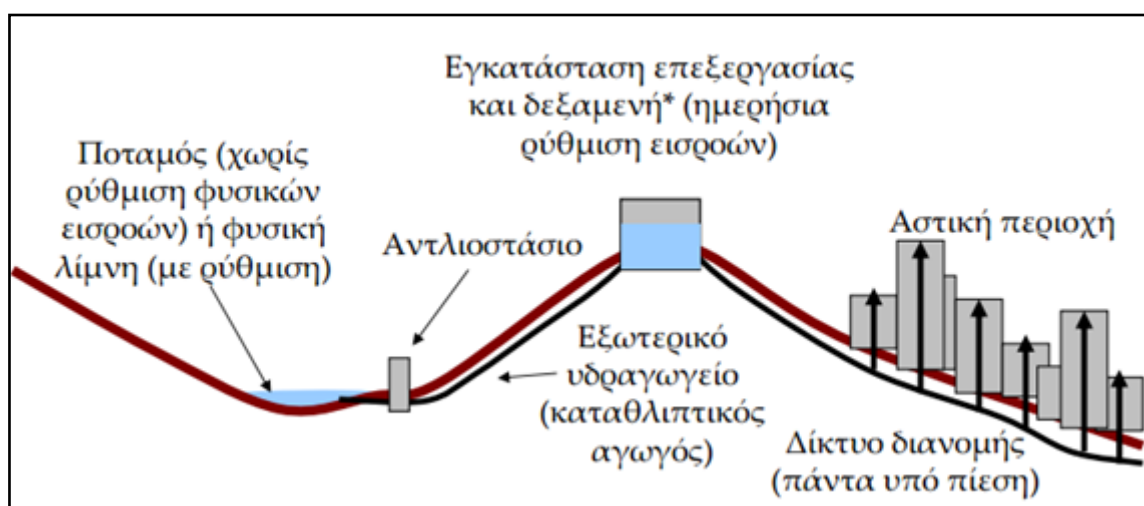 Εγκατάσταση επεξεργασίας
και δεξαμενή* (ημερήσια
ρύθμιση εισροών)
Ποταμός (χωρίς
ρύθμιση φυσικών
εισροών) ή φυσική
λίμνη (με ρύθμιση)
Αντλιοστάσιο
Αστική περιοχή
Εξωτερικό
υδραγωγείο
(καταθλιπτικός
αγωγός)
Δίκτυο διανομής
(πάντα υπό πίεση)